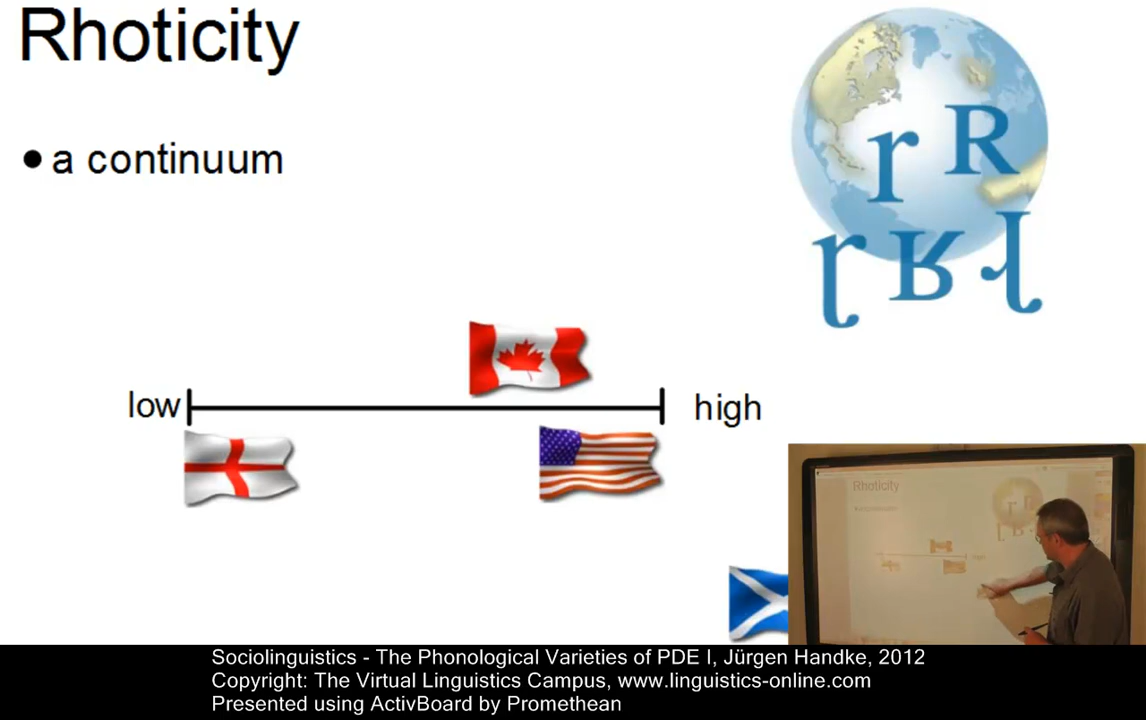 Rhoticity
● a continuum
r R
low
high
Rhoticity
Sociolinguistics - The Phonological Varieties of PDE I, Jürgen Handke, 2012
Copyright: The Virtual Linguistics Campus, www.linguistics-online.com
Presented using ActivBoard by Promethean